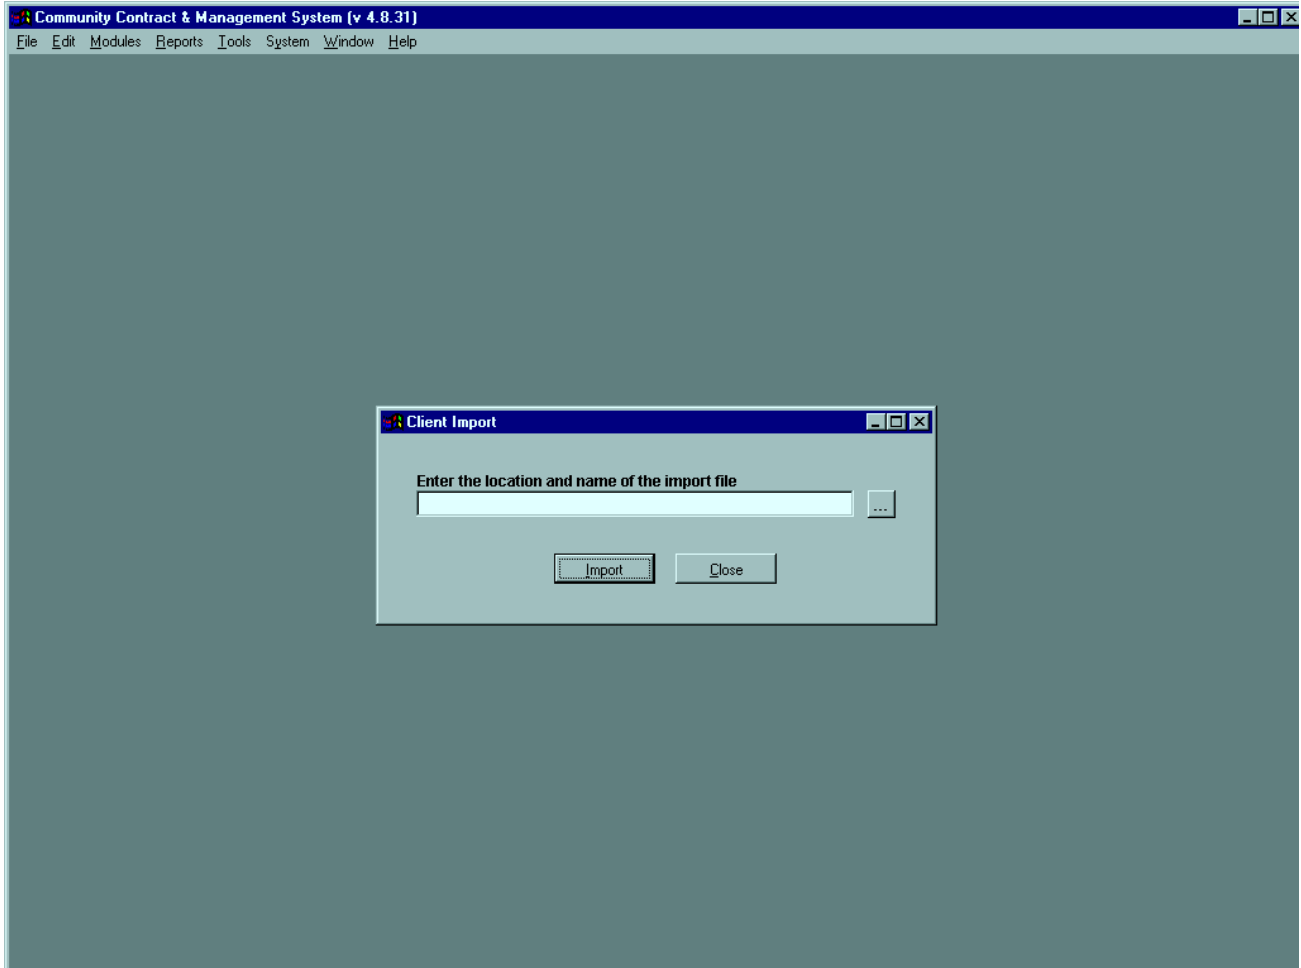 Community Contract & Management System (v 4.8.31)
File Edit Modules Reports Tools System Window Help
Client Import
Enter the location and name of the import file
...
Import Close